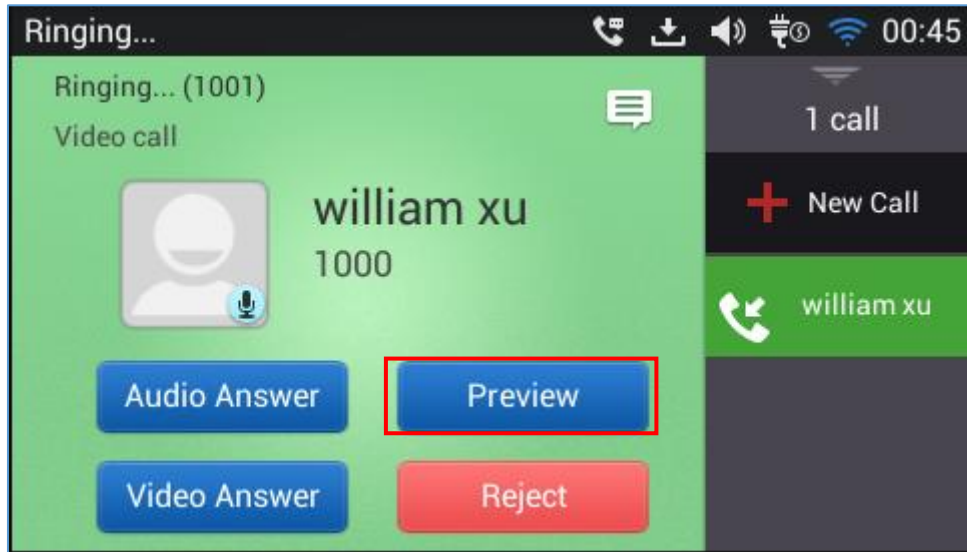 Ringing...
00:45
Ringing... (1001)
Video call
william xu
1000
Audio Answer
Preview
Video Answer
Reject
1 call
New Call
william xu